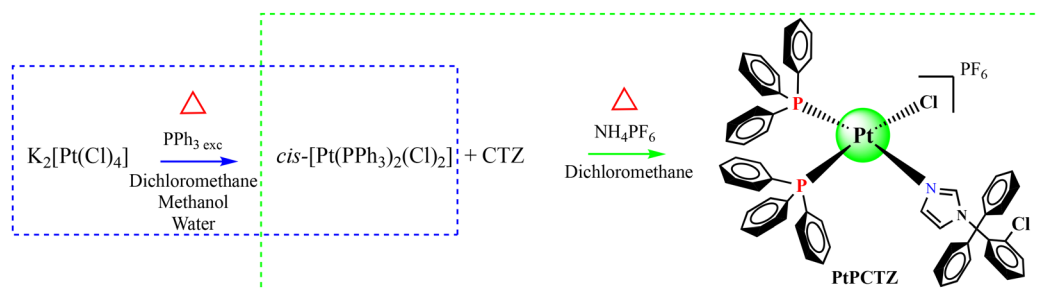 K2[Pt(Cl)4]
PPh3 exc
Dichloromethane
Methanol
Water
cis-[Pt(PPh3)2(Cl)2] + CTZ
NH4PF6
Dichloromethane
PF6
P
Cl
Pt
P
N
N
Cl
PtPCTZ